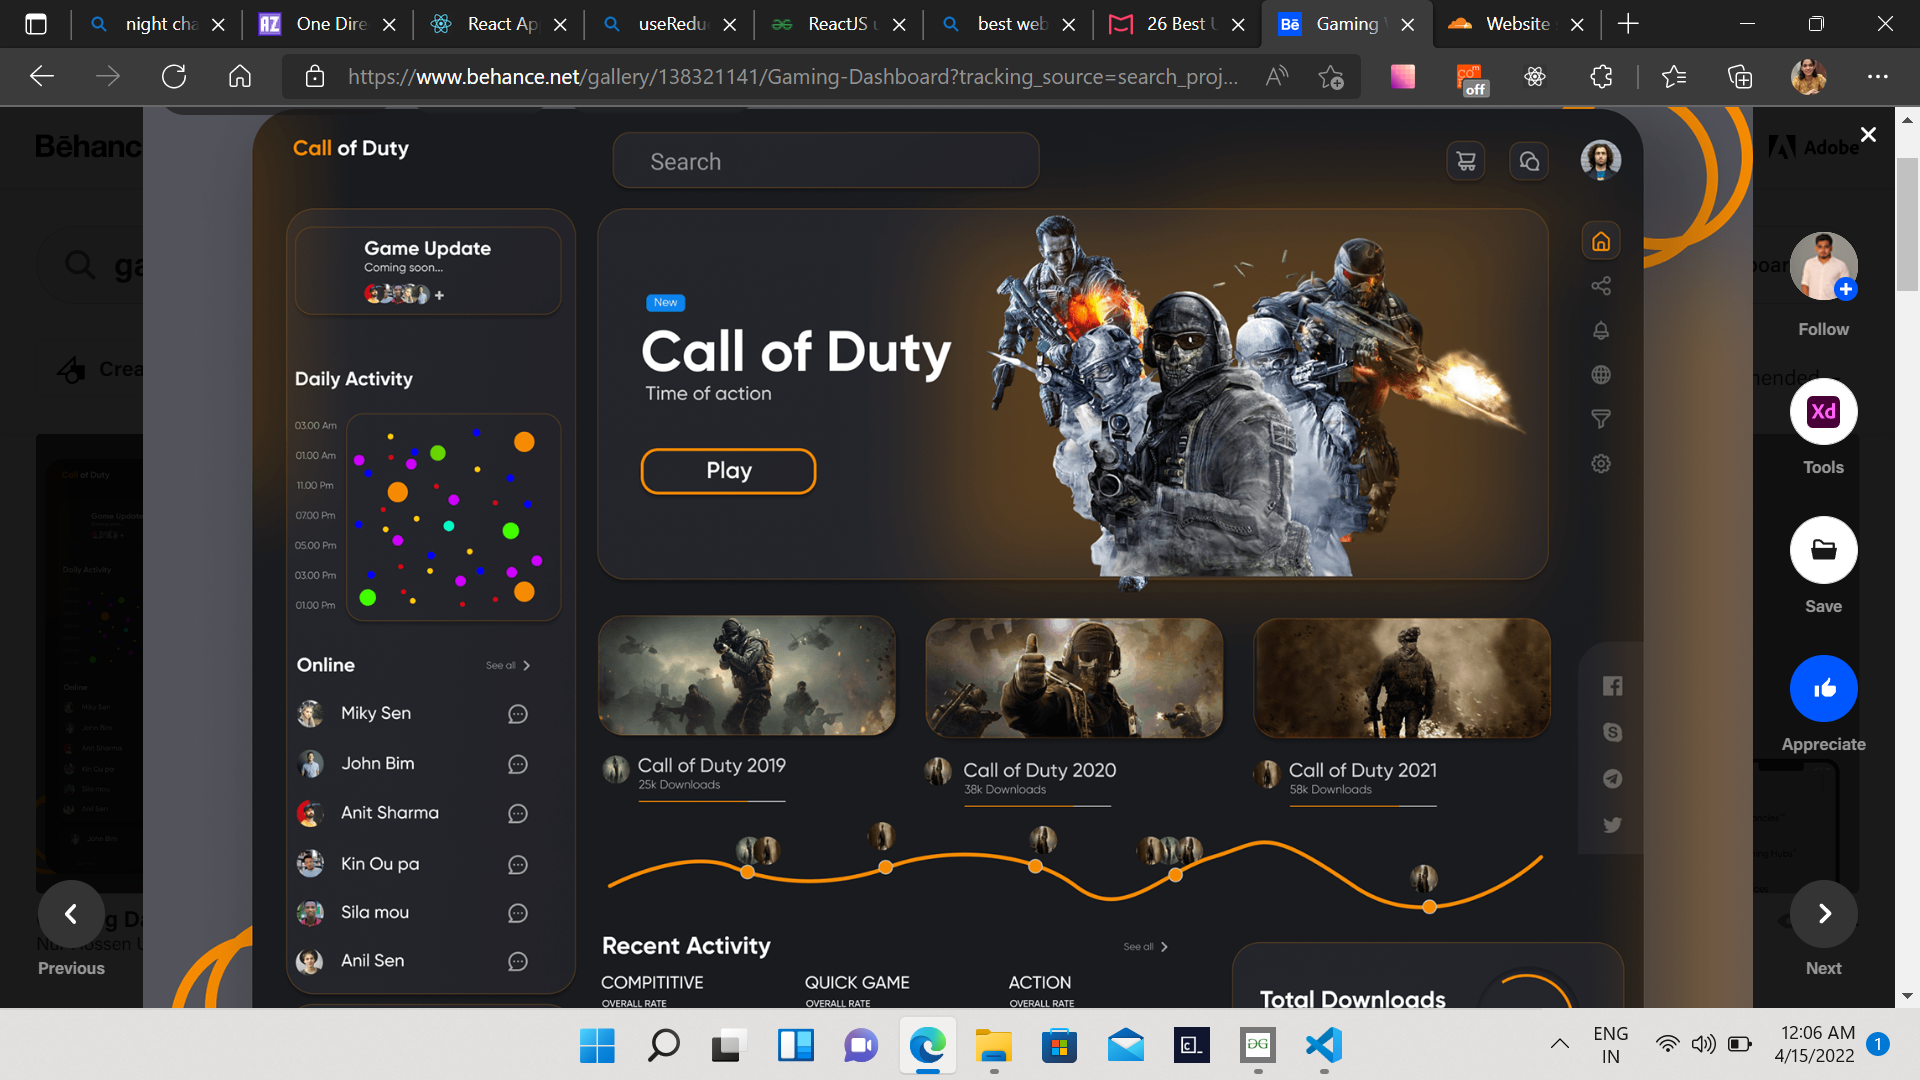 night cha
One Dire
React Ap
useRedu
ReactJS u
best web
26 Best U
Gaming
Website
https://www.behance.net/gallery/138321141/Gaming-Dashboard?tracking_source=search_proj...
off
Bēhanc
Adobe
Call of Duty
Search
Game Update
Coming soon...
+
Daily Activity
03.00 Am
01.00 Am
11.00 Pm
07.00 Pm
05.00 Pm
03.00 Pm
01.00 Pm
New
Call of Duty
Time of action
Play
Online
See all
Miky Sen
John Bim
Anit Sharma
Kin Ou pa
Sila mou
Anil Sen
Call of Duty 2019
25k Downloads
Call of Duty 2020
38k Downloads
Call of Duty 2021
58k Downloads
Recent Activity
See all
COMPITITIVE
OVERALL RATE
QUICK GAME
OVERALL RATE
ACTION
OVERALL RATE
Total Downloads
Follow
Xd
Tools
Save
Appreciate
Previous
Next
ENG
IN
12:06 AM
4/15/2022
1